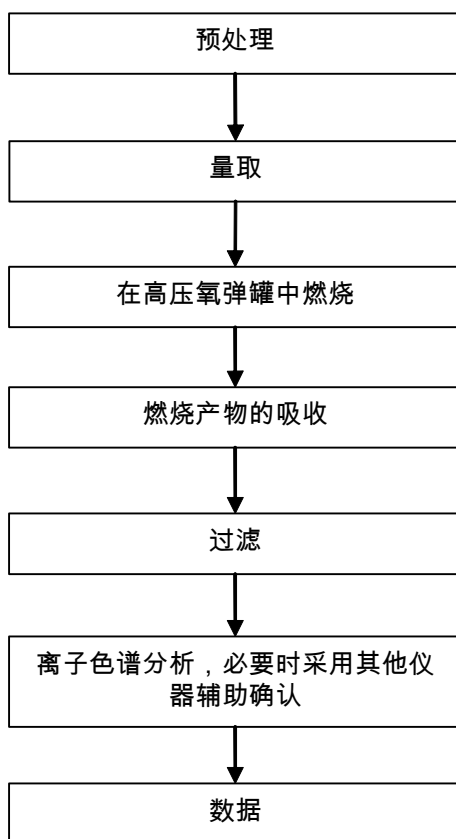 预处理
量取
在高压氧弹罐中燃烧
燃烧产物的吸收
过滤
离子色谱分析，必要时采用其他仪
器辅助确认
数据